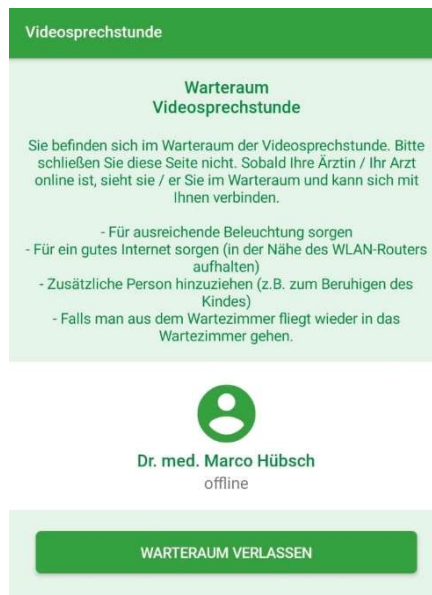 Videosprechstunde
Warteraum
Videosprechstunde
Sie befinden sich im Warteraum der Videosprechstunde. Bitte
schließen Sie diese Seite nicht. Sobald Ihre Ärztin / Ihr Arzt
online ist, sieht sie / er Sie im Warteraum und kann sich mit
Ihnen verbinden.
- Für ausreichende Beleuchtung sorgen
- Für ein gutes Internet sorgen (in der Nähe des WLAN-Routers
aufhalten)
- Zusätzliche Person hinzuziehen (z.B. zum Beruhigen des
Kindes)
- Falls man aus dem Wartezimmer fliegt wieder in das
Wartezimmer gehen.
Dr. med. Marco Hübsch
offline
WARTERAUM VERLASSEN